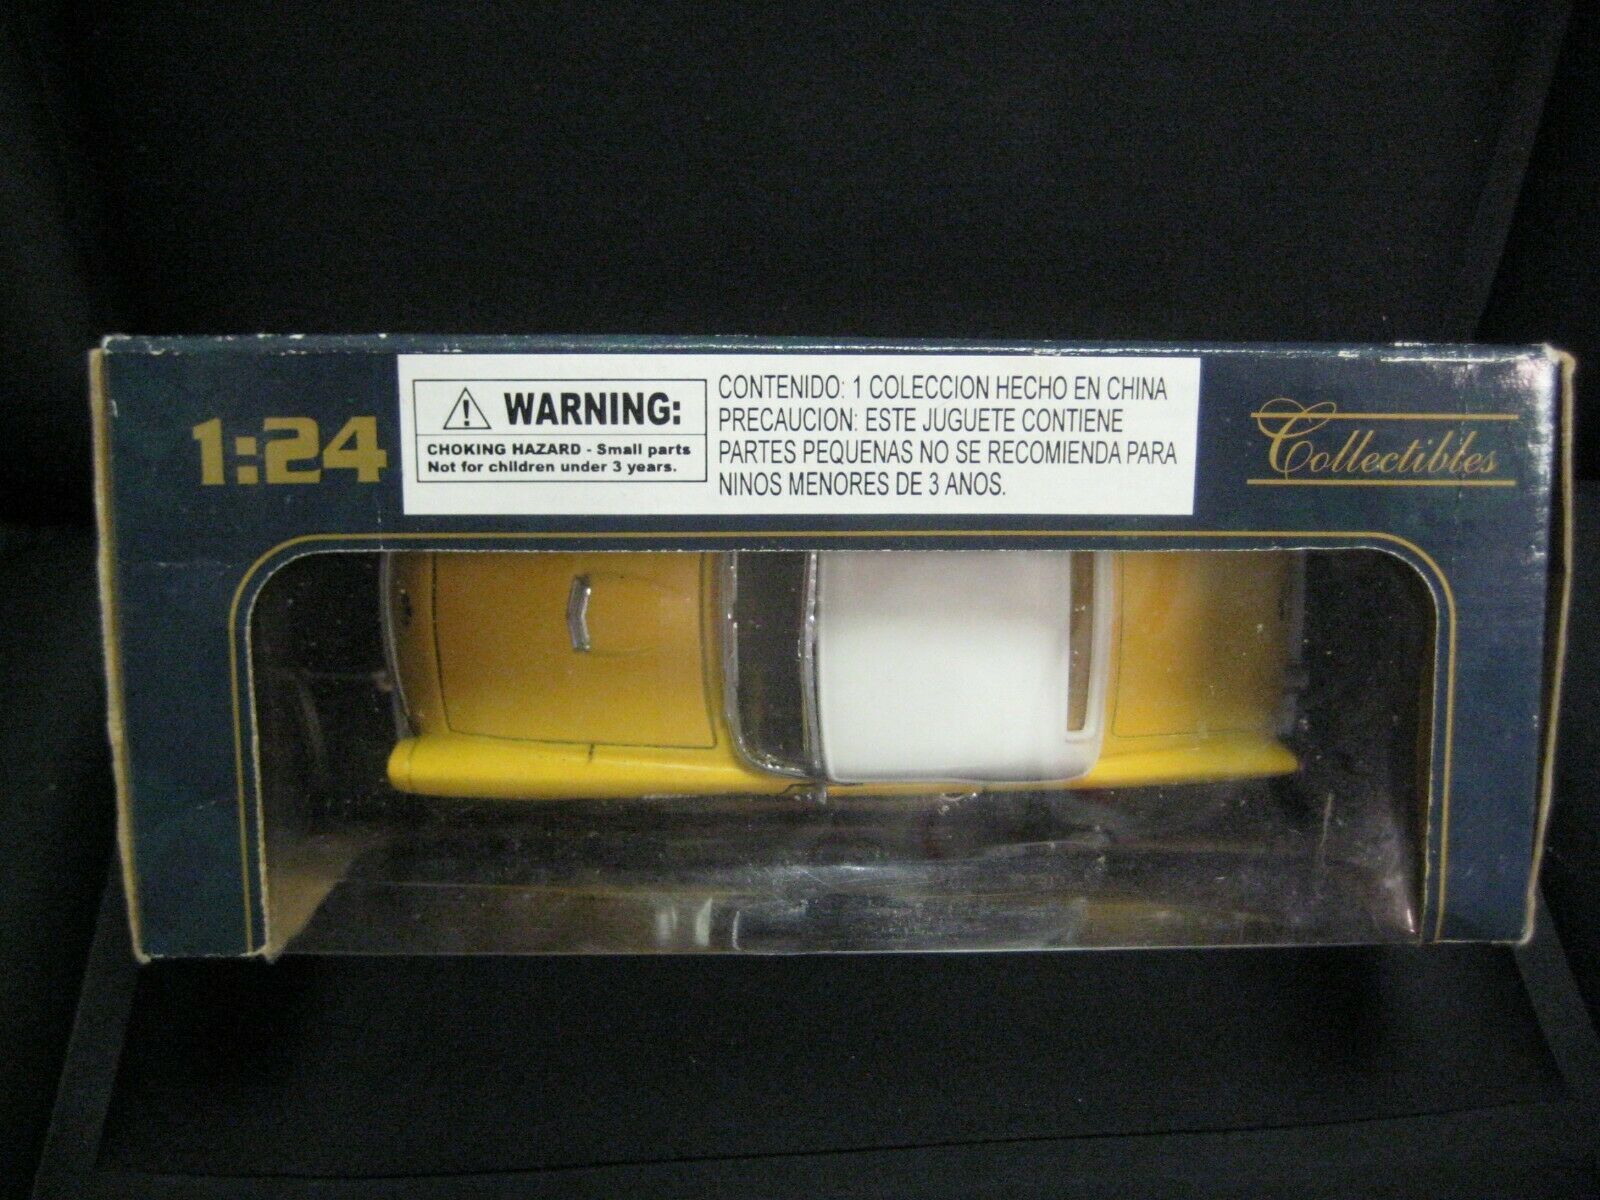 1:24
WARNING:
CHOKING HAZARD - Small parts
Not for children under 3 years.
CONTENIDO: 1 COLECCION HECHO EN CHINA
PRECAUCION: ESTE JUGUETE CONTIENE
PARTES PEQUENAS NO SE RECOMIENDA PARA
NINOS MENORES DE 3 ANOS.
Collectibles